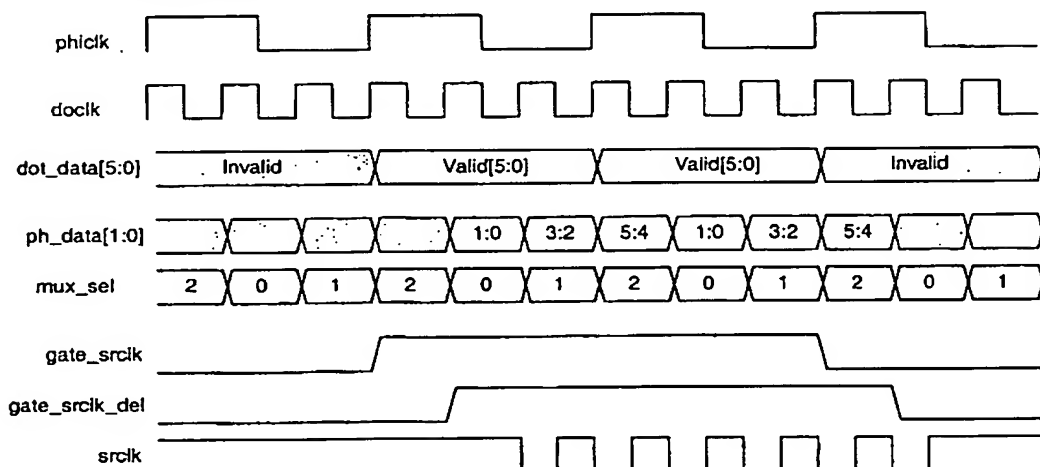 phiclk
doclk
dot_data[5:0] Invalid Valid[5:0] Valid[5:0] Invalid
ph_data[1:0] 1:0 3:2 5:4 1:0 3:2 5:4
mux_sel 2 0 1 2 0 1 2 0 1 2 0 1
gate_srclk
gate_srclk_del
srclk